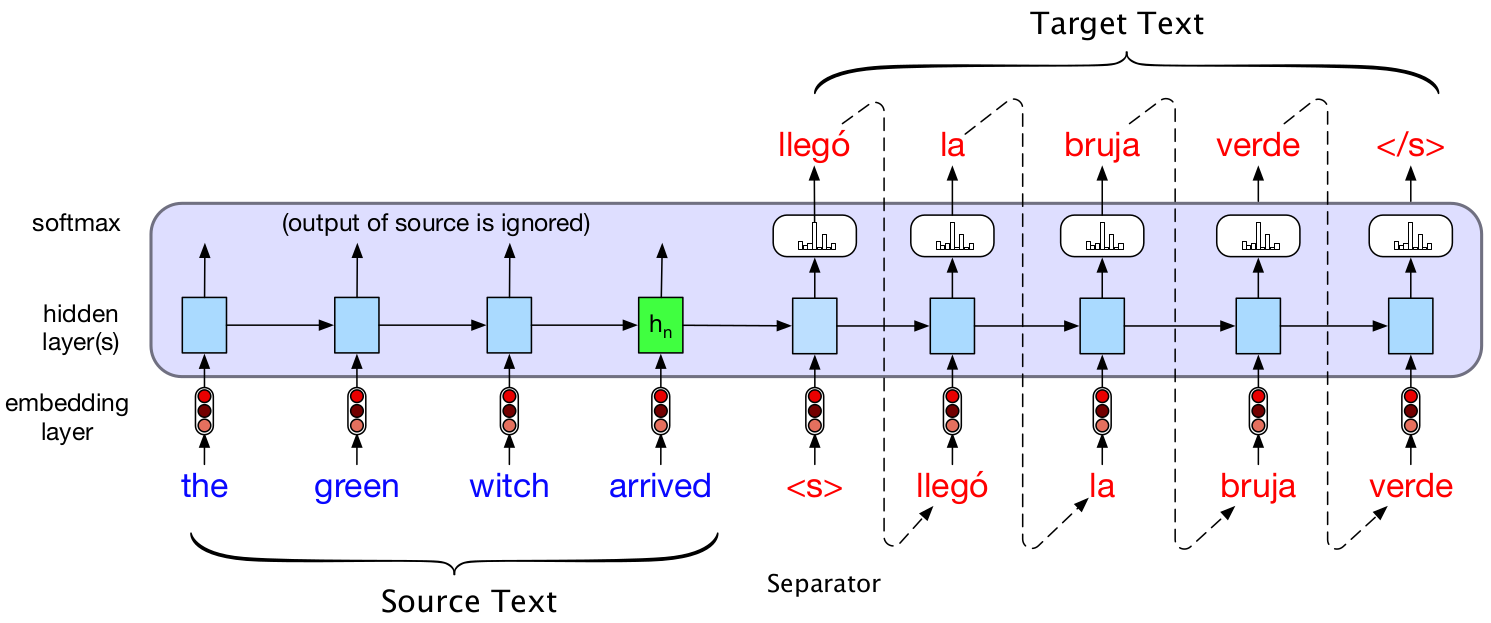 Target Text
llegó la bruja verde </s>
softmax
(output of source is ignored)
hidden
layer(s)
hn
embedding
layer
the green witch arrived <s> llegó la bruja verde
Separator
Source Text